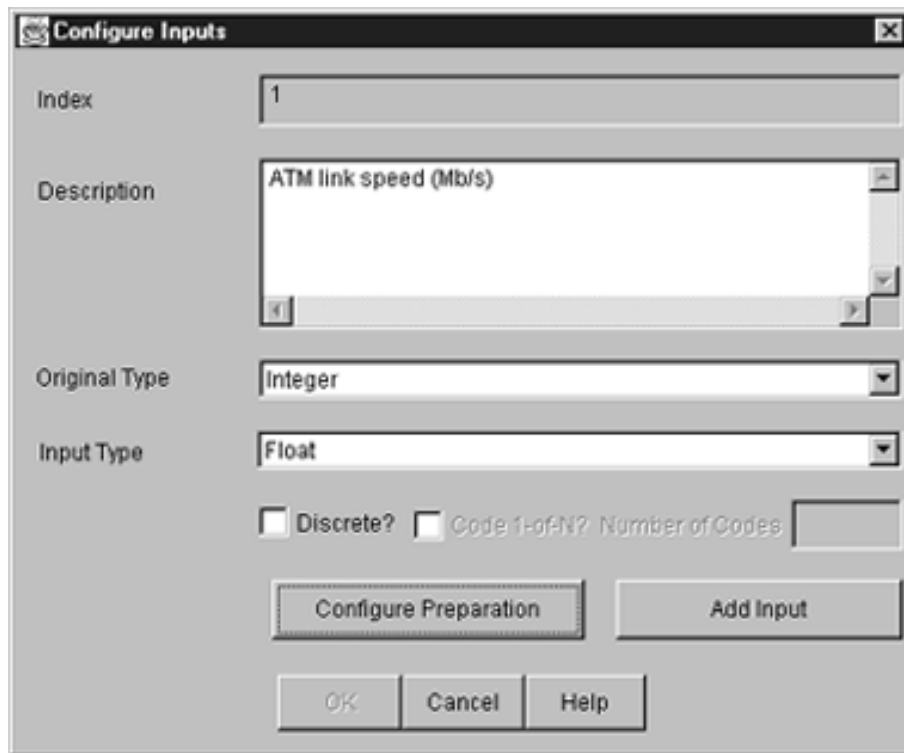 Configure Inputs
Index
1
Description
ATM link speed (Mb/s)
Original Type
Integer
Input Type
Float
Discrete? Code 1-of-N? Number of Codes
Configure Preparation Add Input
OK Cancel Help